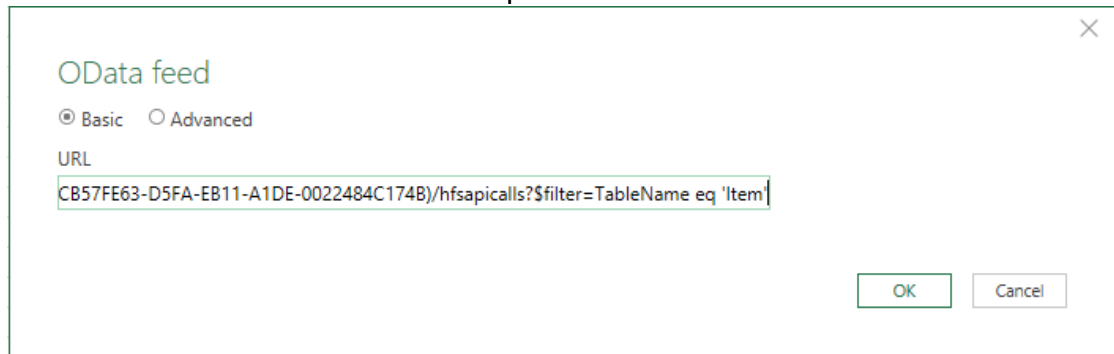 OData feed
Basic Advanced
URL
CB57FE63-D5FA-EB11-A1DE-0022484C174B)/hfsapicalls?$filter=TableName eq 'Item'
OK Cancel